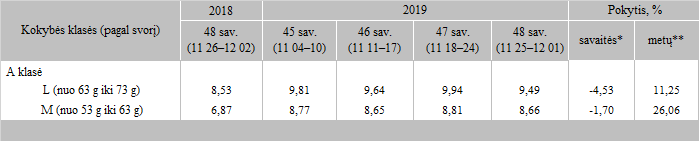 Kokybės klasės (pagal svorį) 2018 2019 Pokytis, %
48 sav. (11 26–12 02) 45 sav. (11 04–10) 46 sav. (11 11–17) 47 sav. (11 18–24) 48 sav. (11 25–12 01) savaitės* metų**
A klasė
L (nuo 63 g iki 73 g) 8,53 9,81 9,64 9,94 9,49 -4,53 11,25
M (nuo 53 g iki 63 g) 6,87 8,77 8,65 8,81 8,66 -1,70 26,06